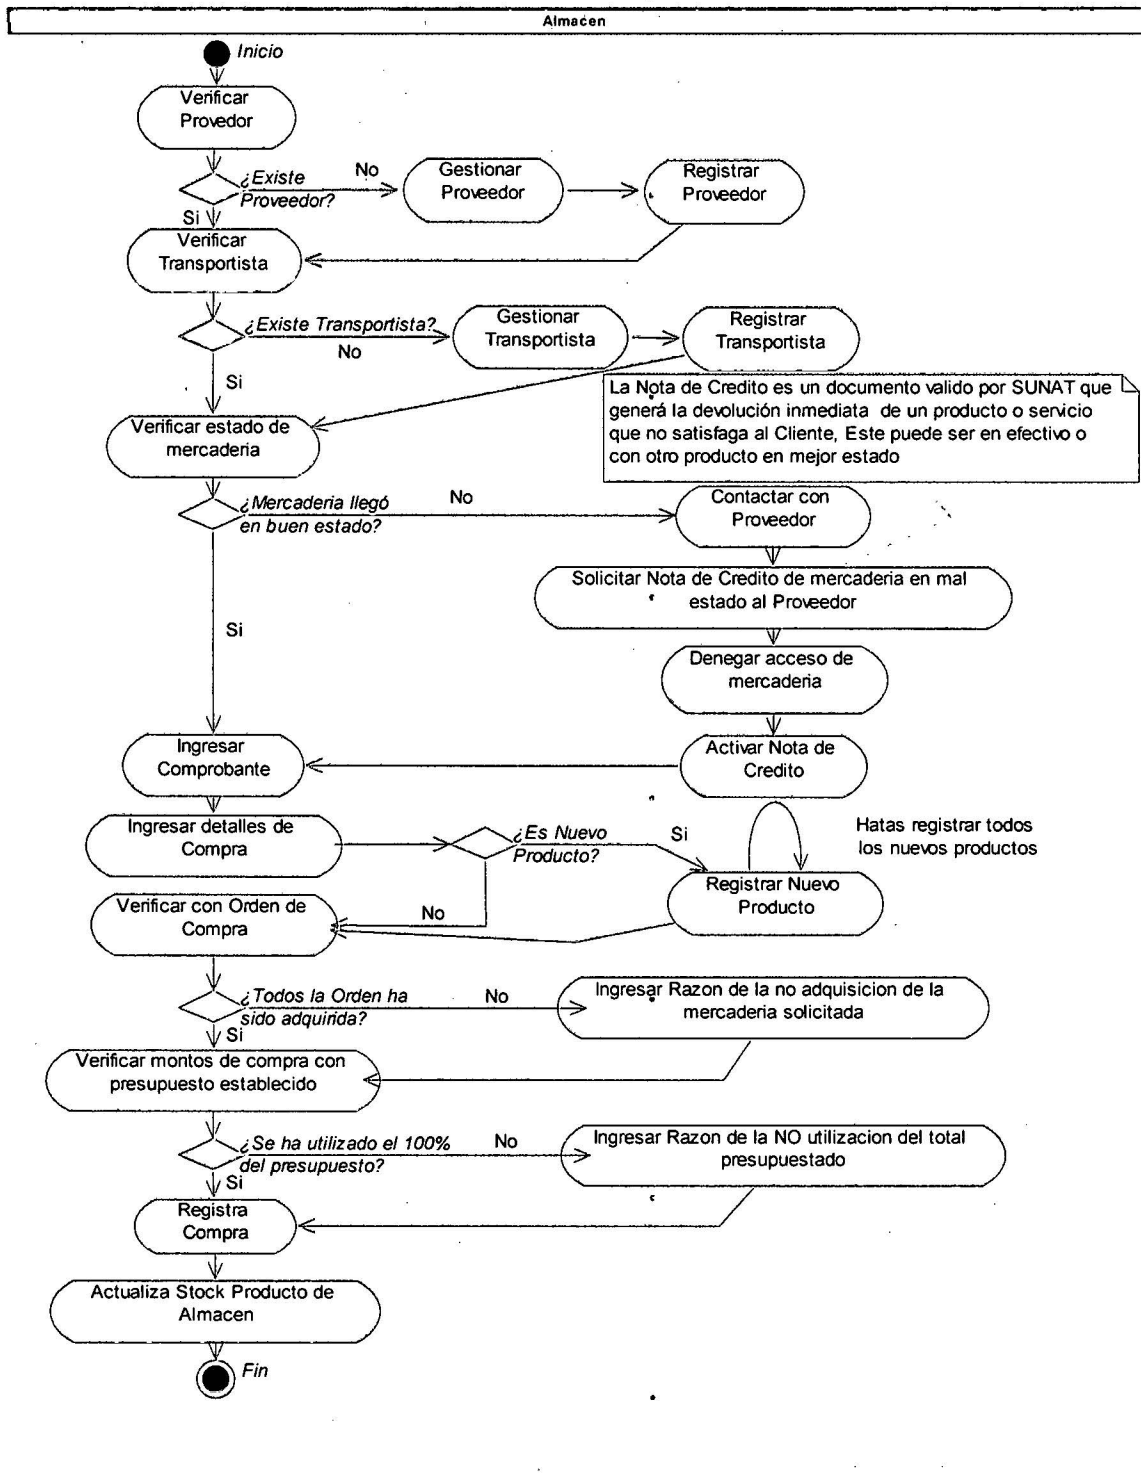 Almacen
Inicio
Verificar
Provedor
¿Existe
Proveedor?
No
Gestionar
Proveedor
Registrar
Proveedor
Si
Verificar
Transportista
¿Existe Transportista?
No
Gestionar
Transportista
Registrar
Transportista
Si
La Nota de Credito es un documento valido por SUNAT que
generá la devolución inmediata de un producto o servicio
que no satisfaga al Cliente, Este puede ser en efectivo o
con otro producto en mejor estado
Verificar estado de
mercaderia
¿Mercaderia llegó
en buen estado?
No
Contactar con
Proveedor
Solicitar Nota de Credito de mercaderia en mal
estado al Proveedor
Si
Denegar acceso de
mercaderia
Ingresar
Comprobante
Activar Nota de
Credito
Ingresar detalles de
Compra
¿Es Nuevo
Producto?
Si
Hatas registrar todos
los nuevos productos
Registrar Nuevo
Producto
No
Verificar con Orden de
Compra
¿Todos la Orden ha
sido adquirida?
No
Ingresar Razon de la no adquisicion de la
mercaderia solicitada
Si
Verificar montos de compra con
presupuesto establecido
¿Se ha utilizado el 100%
del presupuesto?
No
Ingresar Razon de la NO utilizacion del total
presupuestado
Si
Registra
Compra
Actualiza Stock Producto de
Almacen
Fin